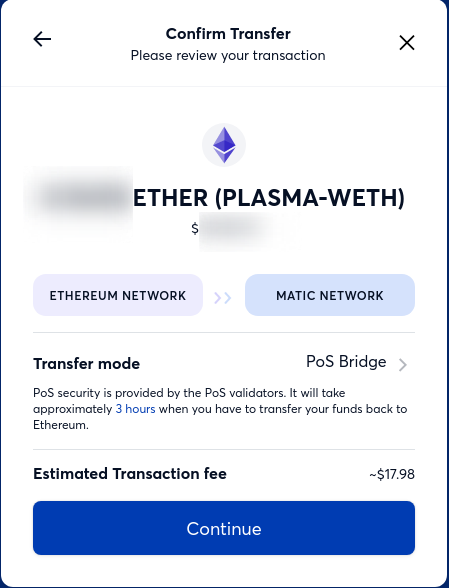 Confirm Transfer
Please review your transaction
ETHER (PLASMA-WETH)
$
ETHEREUM NETWORK
MATIC NETWORK
Transfer mode
PoS Bridge
PoS security is provided by the PoS validators. It will take
approximately 3 hours when you have to transfer your funds back to
Ethereum.
Estimated Transaction fee
~$17.98
Continue